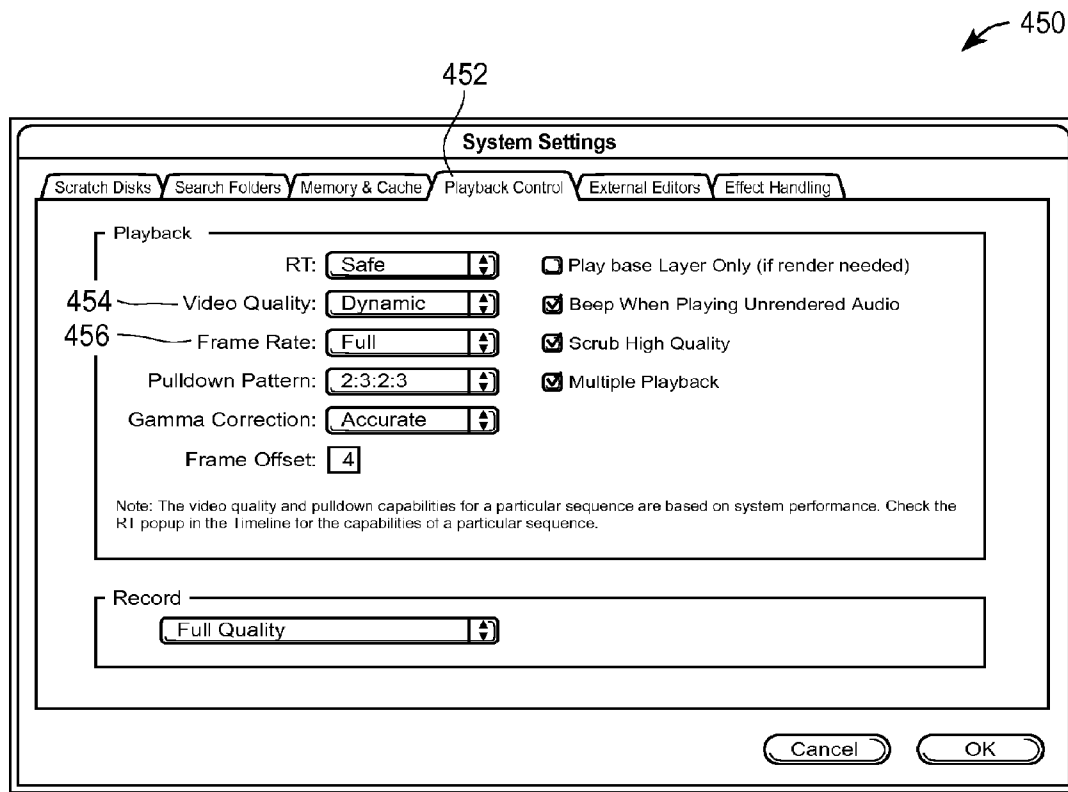 450
452
System Settings
Scratch Disks Search Folders Memory & Cache Playback Control External Editors Effect Handling
Playback
RT: Safe Play base Layer Only (if render needed)
454 Video Quality: Dynamic Beep When Playing Unrendered Audio
456 Frame Rate: Full Scrub High Quality
Pulldown Pattern: 2:3:2:3 Multiple Playback
Gamma Correction: Accurate
Frame Offset: 4
Note: The video quality and pulldown capabilities for a particular sequence are based on system performance. Check the
RT popup in the Timeline for the capabilities of a particular sequence.
Record
Full Quality
Cancel OK